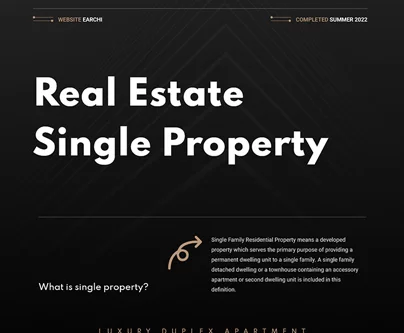 WEBSITE EARCHI
COMPLETED SUMMER 2022
Real Estate
Single Property
What is single property?
Single Family Residential Property means a developed
property which serves the primary purpose of providing a
permanent dwelling unit to a single family. A single family
detached dwelling or a townhouse containing an accessory
apartment or second dwelling unit is included in this
definition.
LUXURY DUPLEX APARTMENT